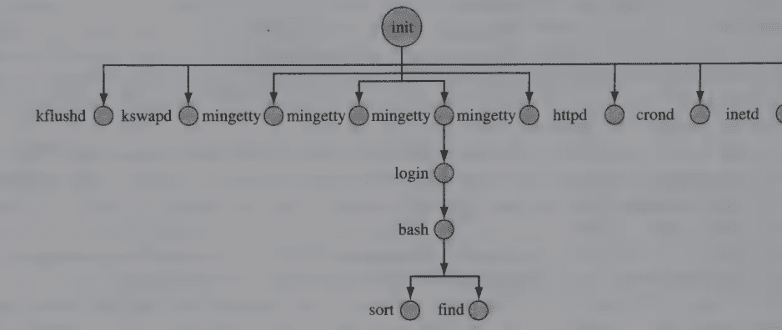 init
kflushd kswapd mingetty mingetty mingetty mingetty httpd crond inetd
login
bash
sort find